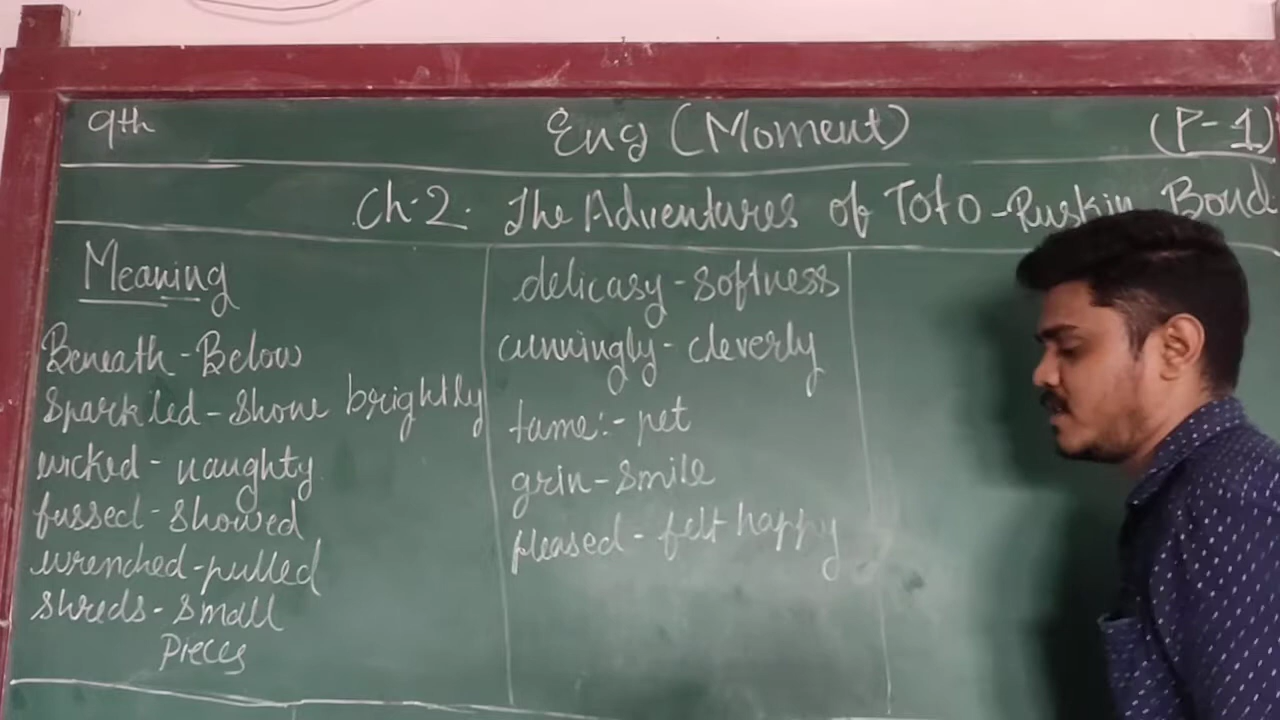 9th Eng (Moment) (P-1)
Ch. 2. The Adventures of Toto - Ruskin Bond
Meaning
Beneath - Below
Sparkled - Shone brightly
wicked - naughty
fussed - showed
wrenched - pulled
shreds - small
Pieces
delicasy - softness
cunningly - cleverly
tame:- pet
grin - smile
pleased - felt happy